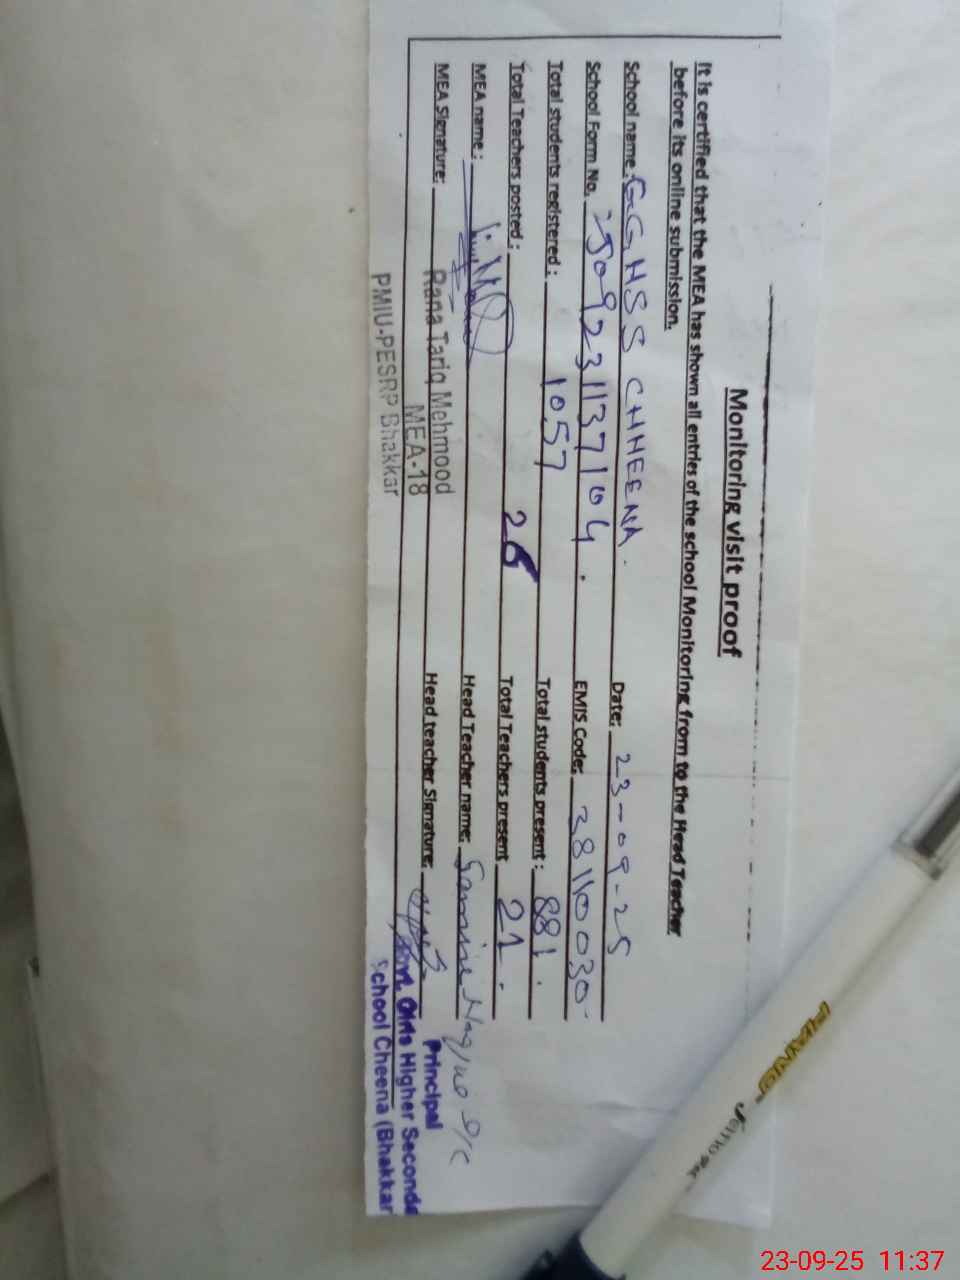 Monitoring visit proof
It is certified that the MEA has shown all entries of the school Monitoring from to the Head Teacher
before its online submission.
School name: GGHSS CHHEENA. Date: 23-09-25
School Form No. 2509231137104. EMIS Code: 38110030
Total students registered: 1057 Total students present: 881.
Total Teachers posted: 26 Total Teachers present 21.
MEA name: Head Teacher name: I/C
MEA Signature: Head teacher Signature:
Rana Tariq Mehmood
MEA-18
PMIU-PESRP Bhakkar
Principal
Govt. Girls Higher Seconda
School Cheena (Bhakkar
PIANO
23-09-25 11:37